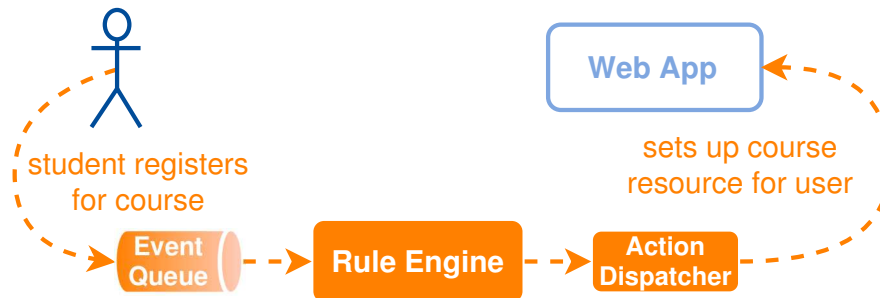 Web App
student registers
for course
sets up course
resource for user
Event
Queue
Rule Engine
Action
Dispatcher